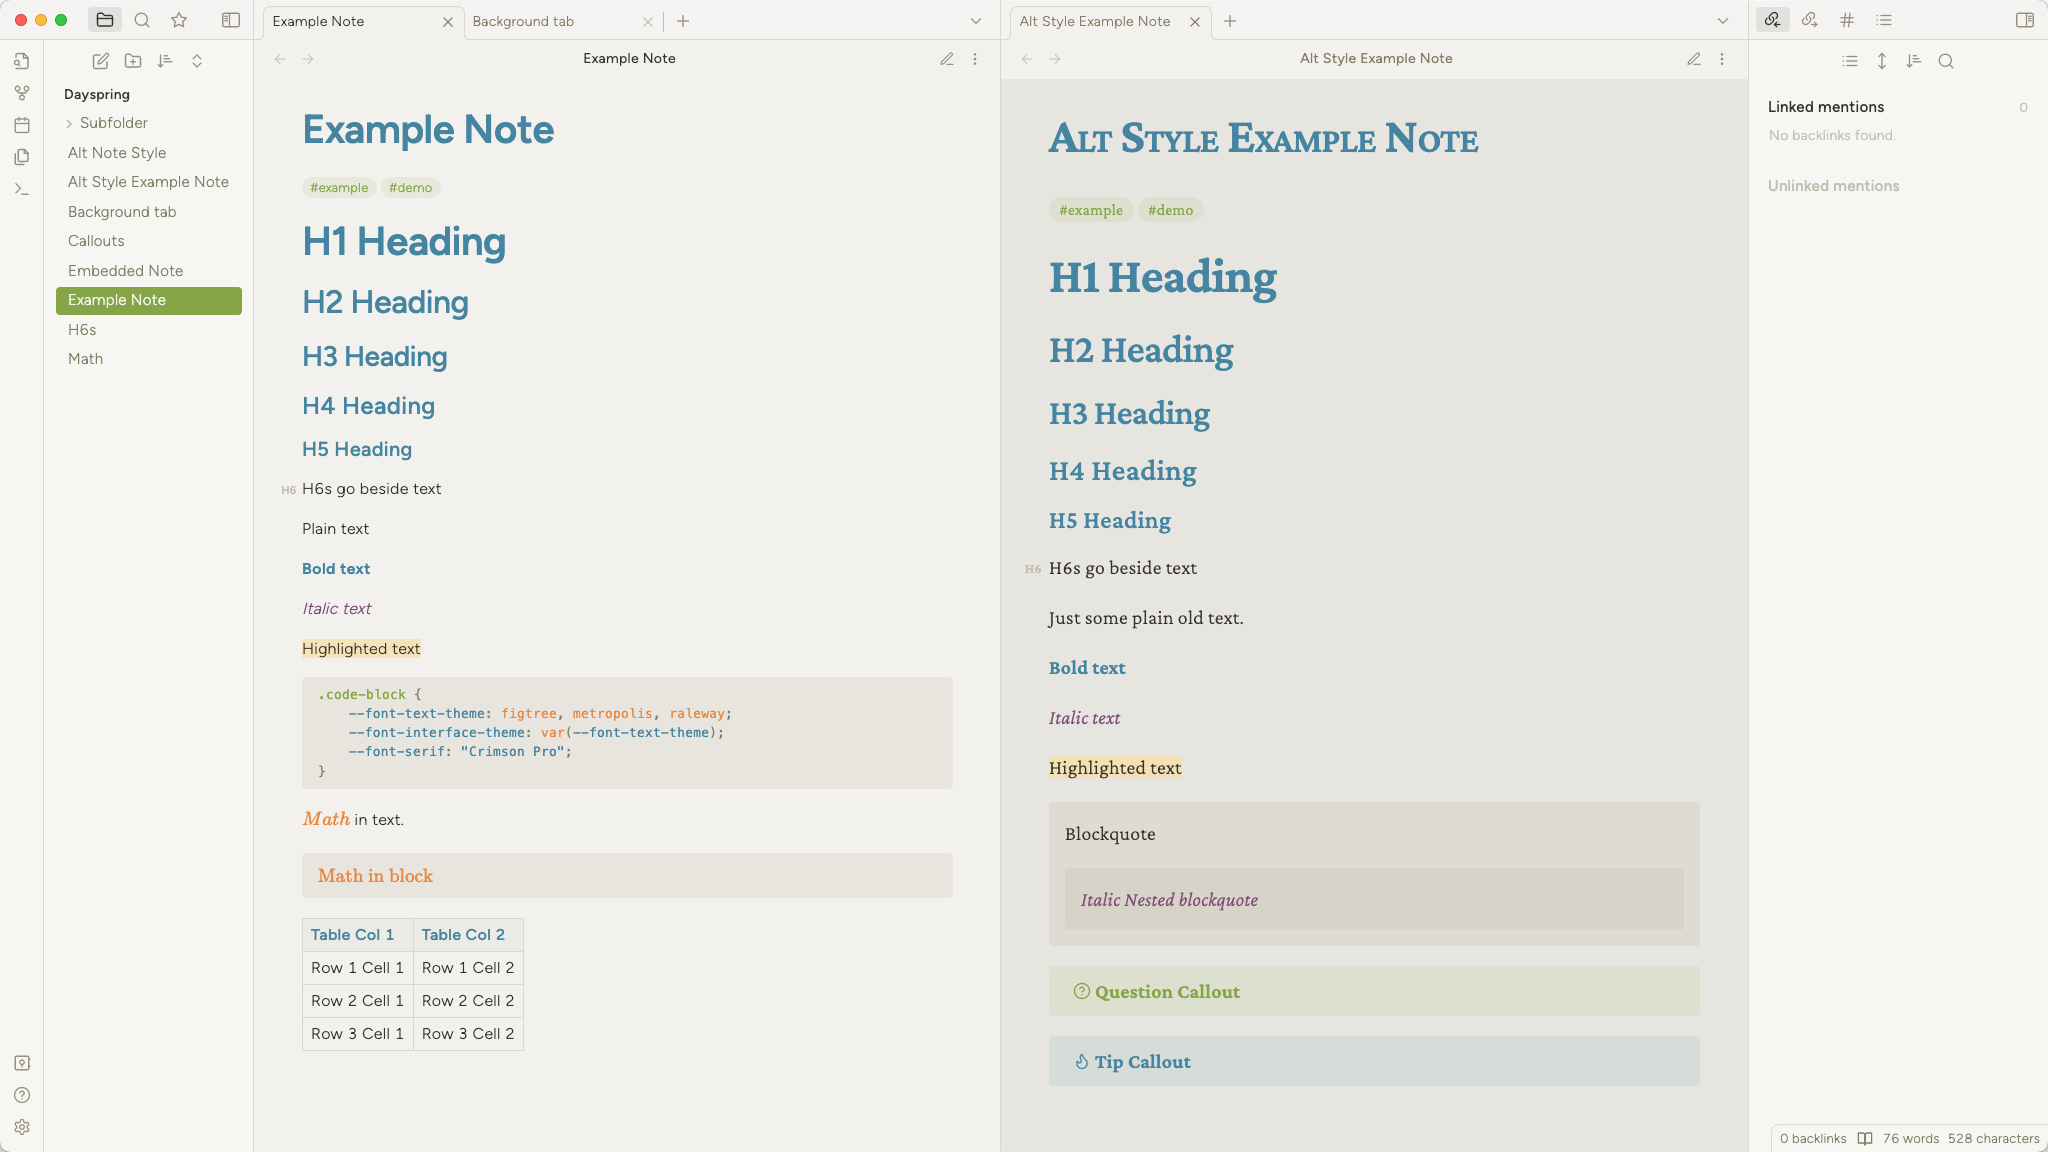 Example Note
Background tab
Alt Style Example Note
Example Note
Alt Style Example Note
Dayspring
Subfolder
Alt Note Style
Alt Style Example Note
Background tab
Callouts
Embedded Note
Example Note
H6s
Math
Example Note
#example #demo
H1 Heading
H2 Heading
H3 Heading
H4 Heading
H5 Heading
H6 H6s go beside text
Plain text
Bold text
Italic text
Highlighted text
.code-block {
--font-text-theme: figtree, metropolis, raleway;
--font-interface-theme: var(--font-text-theme);
--font-serif: "Crimson Pro";
}
Math in text.
Math in block
Table Col 1 Table Col 2
Row 1 Cell 1 Row 1 Cell 2
Row 2 Cell 1 Row 2 Cell 2
Row 3 Cell 1 Row 3 Cell 2
Alt Style Example Note
#example #demo
H1 Heading
H2 Heading
H3 Heading
H4 Heading
H5 Heading
H6 H6s go beside text
Just some plain old text.
Bold text
Italic text
Highlighted text
Blockquote
Italic Nested blockquote
Question Callout
Tip Callout
Linked mentions 0
No backlinks found.
Unlinked mentions
0 backlinks 76 words 528 characters